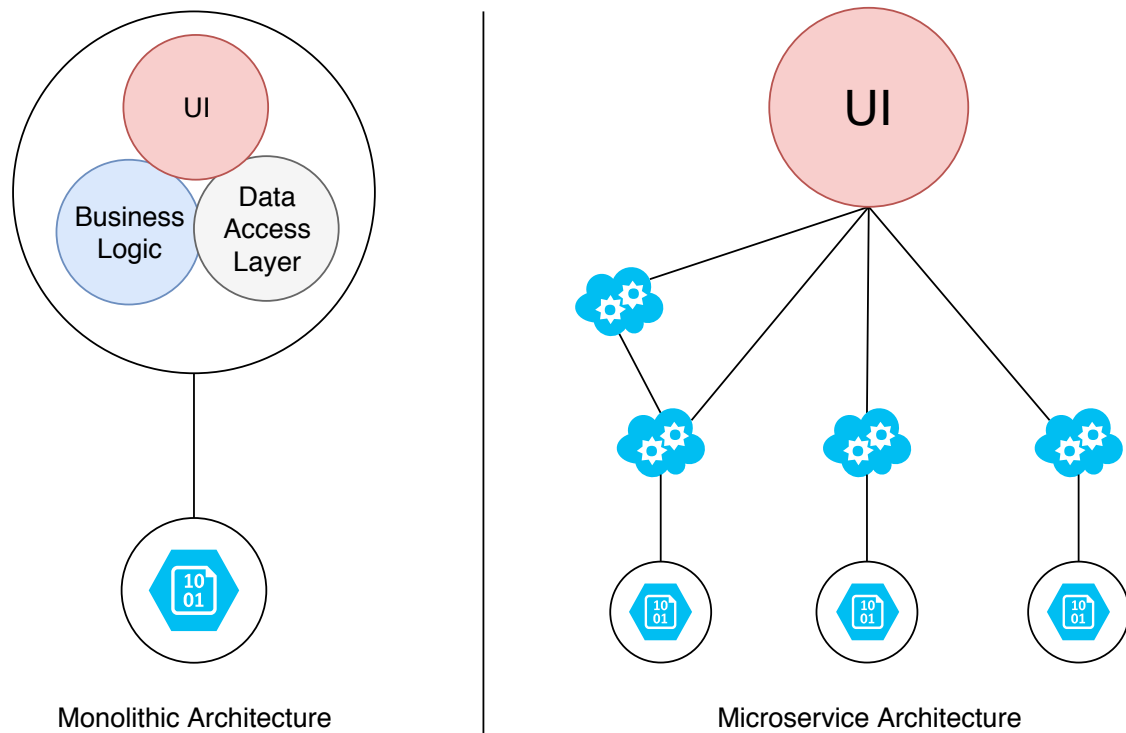 UI
Business
Logic
Data
Access
Layer
10
01
Monolithic Architecture
UI
10
01
10
01
10
01
Microservice Architecture